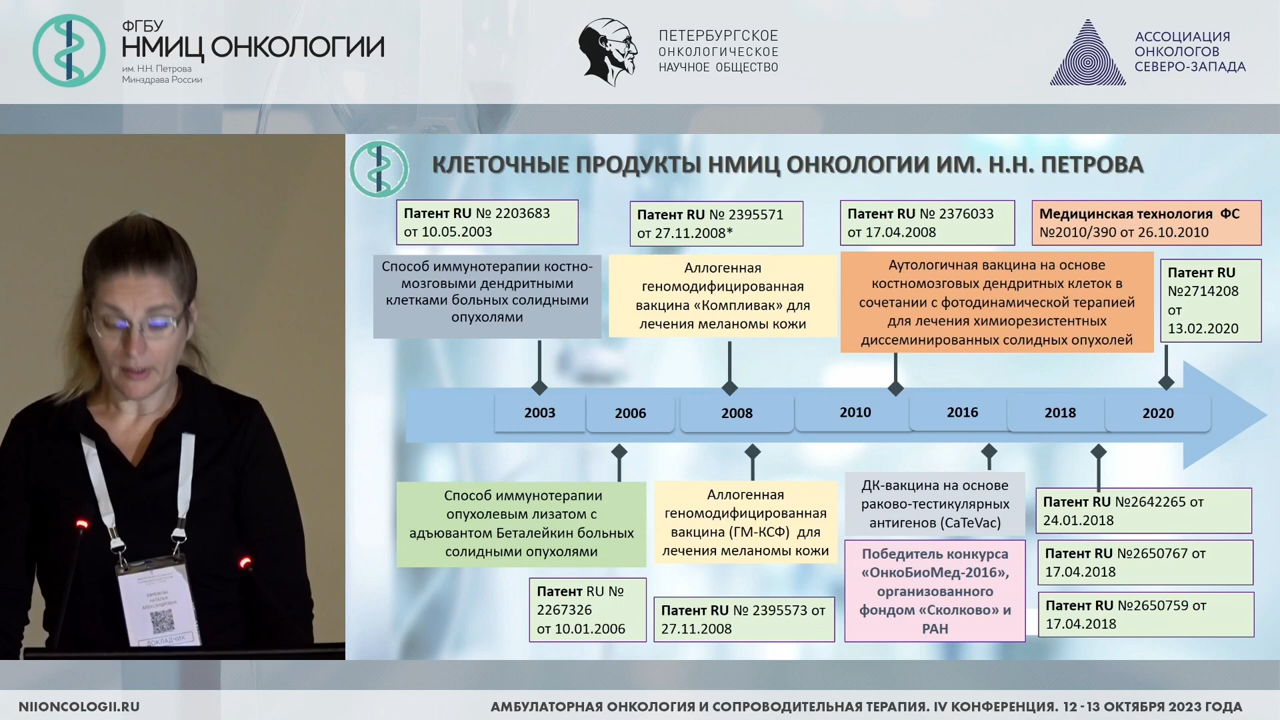 ФГБУ
НМИЦ ОНКОЛОГИИ
им. Н.Н. Петрова
Минздрава России
ПЕТЕРБУРГСКОЕ
ОНКОЛОГИЧЕСКОЕ
НАУЧНОЕ ОБЩЕСТВО
АССОЦИАЦИЯ
ОНКОЛОГОВ
СЕВЕРО-ЗАПАДА
КЛЕТОЧНЫЕ ПРОДУКТЫ НМИЦ ОНКОЛОГИИ ИМ. Н.Н. ПЕТРОВА
Патент RU № 2203683
от 10.05.2003
Патент RU № 2395571
от 27.11.2008*
Патент RU № 2376033
от 17.04.2008
Медицинская технология ФС
№2010/390 от 26.10.2010
Способ иммунотерапии костно-
мозговыми дендритными
клетками больных солидными
опухолями
Аллогенная
геномодифицированная
вакцина «Компливак» для
лечения меланомы кожи
Аутологичная вакцина на основе
костномозговых дендритных клеток в
сочетании с фотодинамической терапией
для лечения химиорезистентных
диссеминированных солидных опухолей
Патент RU
№2714208
от
13.02.2020
2003
2006
2008
2010
2016
2018
2020
Способ иммунотерапии
опухолевым лизатом с
адъювантом Беталейкин больных
солидными опухолями
Аллогенная
геномодифицированная
вакцина (ГМ-КСФ) для
лечения меланомы кожи
ДК-вакцина на основе
раково-тестикулярных
антигенов (CaTeVac)
Патент RU №2642265 от
24.01.2018
Победитель конкурса
«ОнкоБиоМед-2016»,
организованного
фондом «Сколково» и
РАН
Патент RU №2650767 от
17.04.2018
Патент RU №
2267326
от 10.01.2006
Патент RU № 2395573 от
27.11.2008
Патент RU №2650759 от
17.04.2018
ДОКЛАДЧИК
NIIONCOLOGII.RU
АМБУЛАТОРНАЯ ОНКОЛОГИЯ И СОПРОВОДИТЕЛЬНАЯ ТЕРАПИЯ. IV КОНФЕРЕНЦИЯ. 12-13 ОКТЯБРЯ 2023 ГОДА